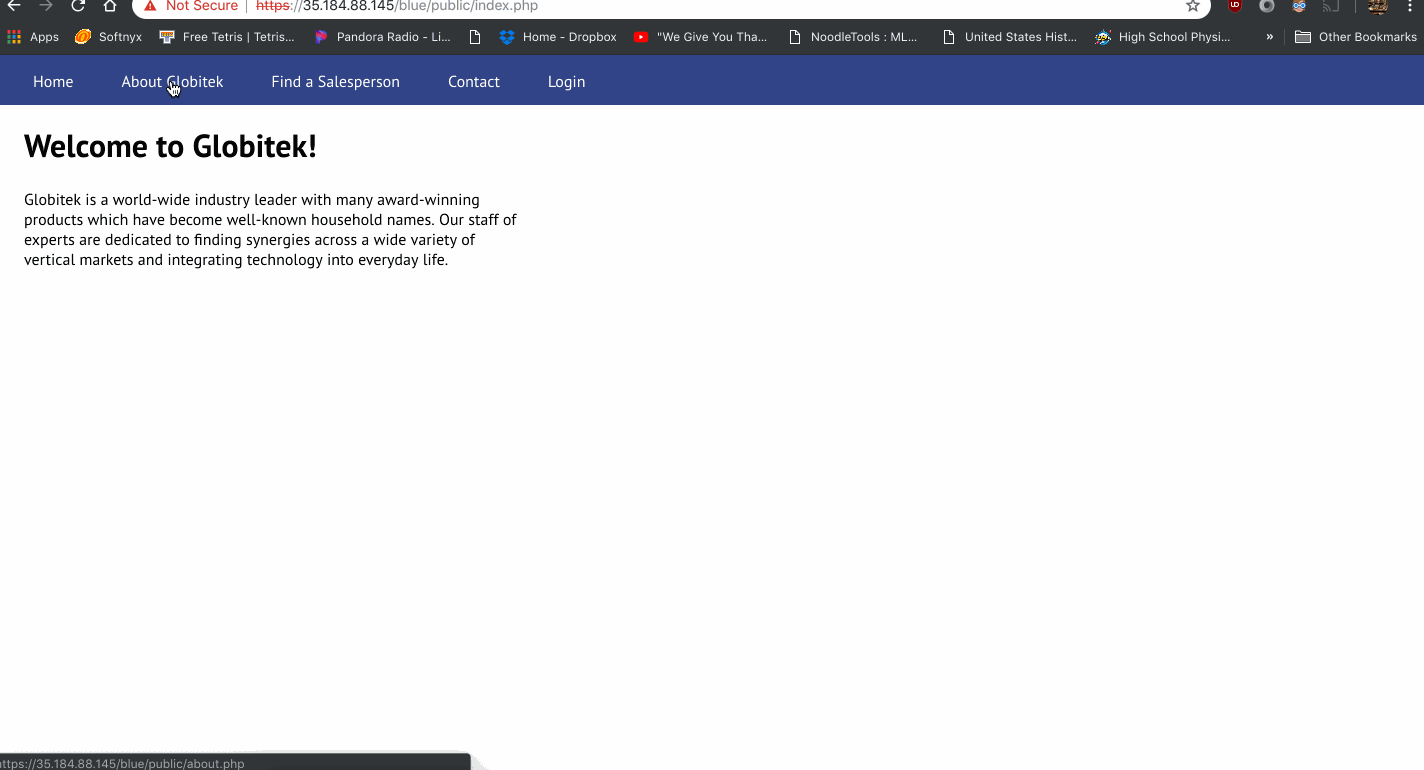 Not Secure | https://35.184.88.145/blue/public/index.php
Apps Softnyx Free Tetris | Tetris... Pandora Radio - Li... Home - Dropbox "We Give You Tha... NoodleTools : ML... United States Hist... High School Physi... » Other Bookmarks
Home About Globitek Find a Salesperson Contact Login
Welcome to Globitek!
Globitek is a world-wide industry leader with many award-winning
products which have become well-known household names. Our staff of
experts are dedicated to finding synergies across a wide variety of
vertical markets and integrating technology into everyday life.
https://35.184.88.145/blue/public/about.php